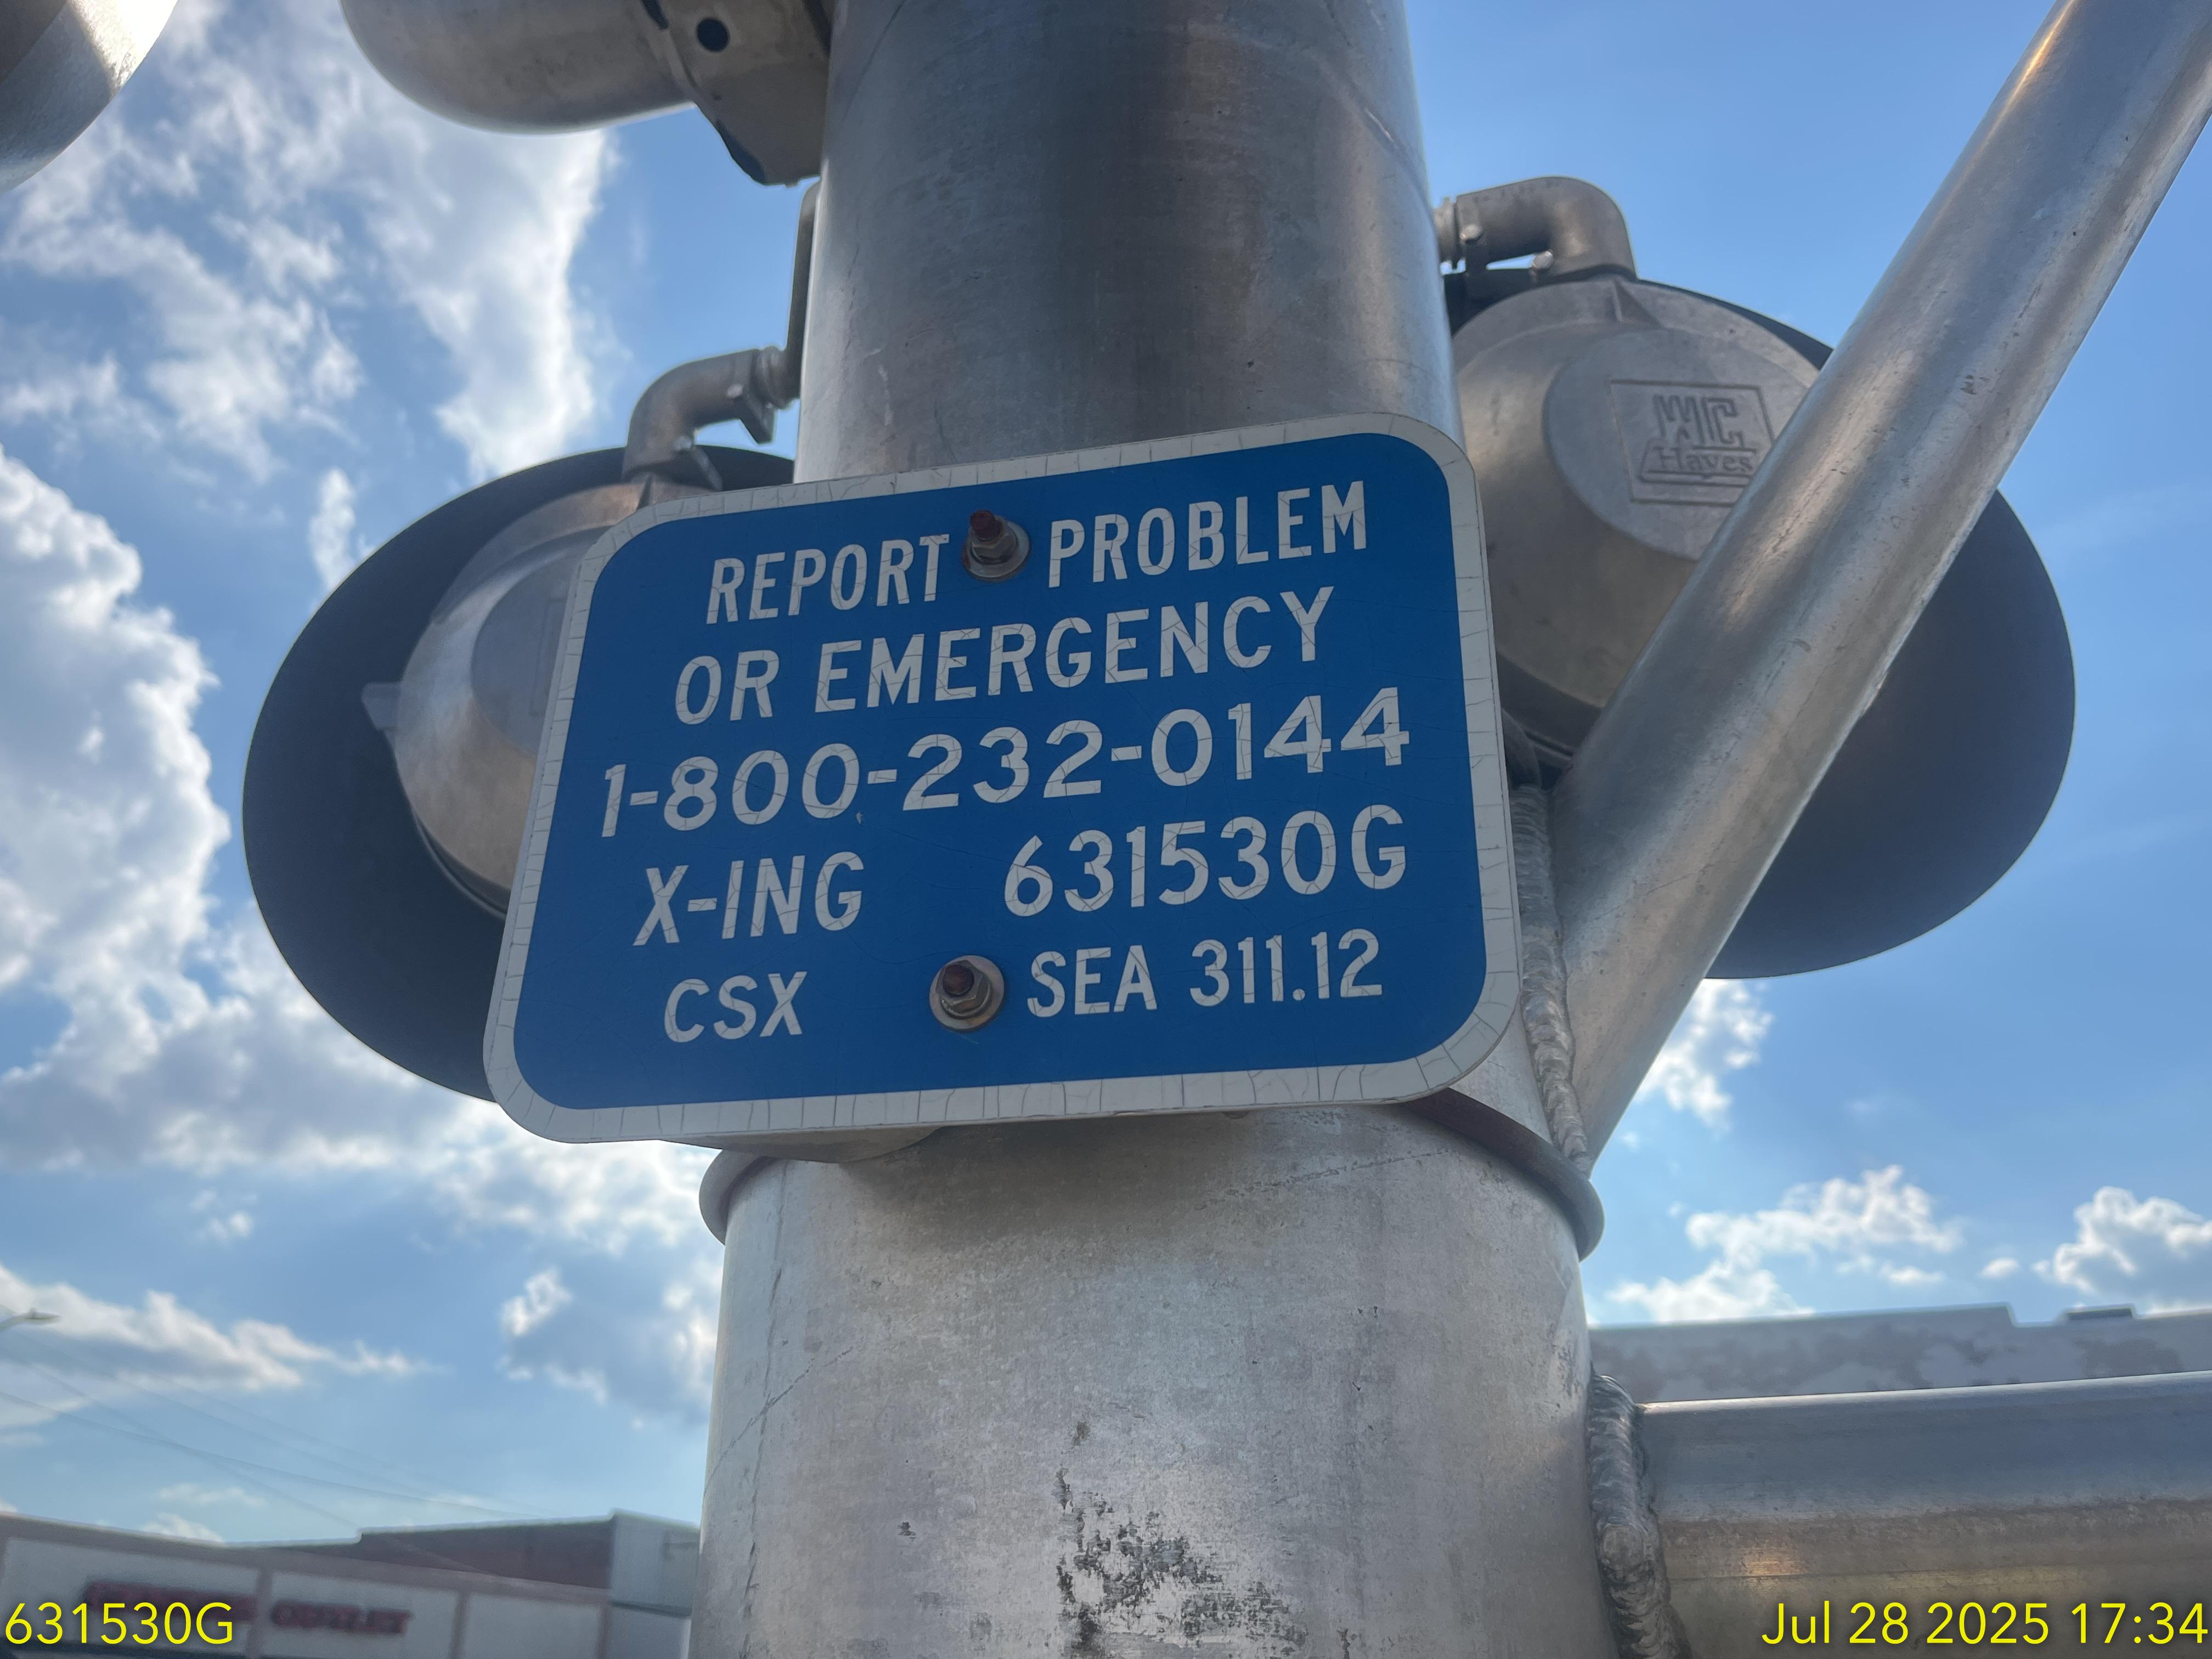 WC
Hayes
REPORT PROBLEM
OR EMERGENCY
1-800-232-0144
X-ING 631530G
CSX SEA 311.12
OUTLET
631530G
Jul 28 2025 17:34